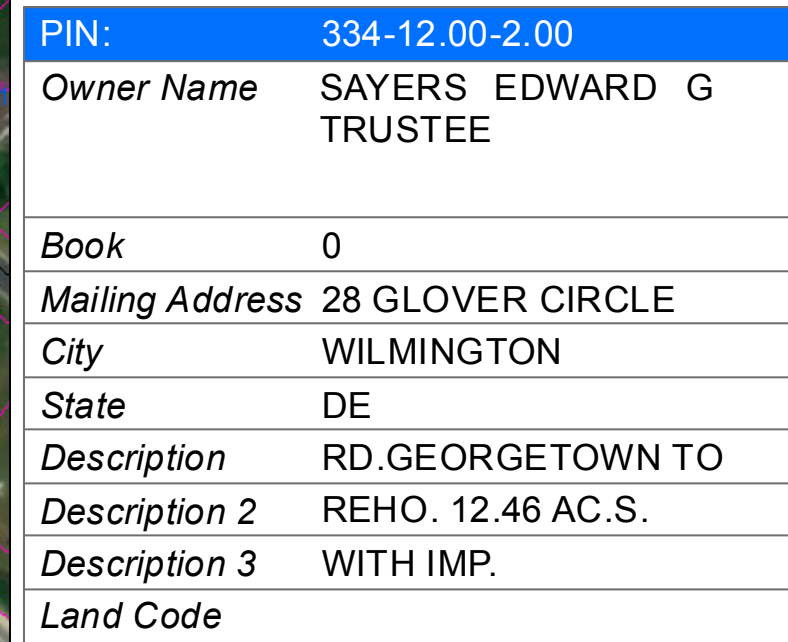 PIN: 334-12.00-2.00
Owner Name SAYERS EDWARD G
TRUSTEE
Book 0
Mailing Address 28 GLOVER CIRCLE
City WILMINGTON
State DE
Description RD.GEORGETOWN TO
Description 2 REHO. 12.46 AC.S.
Description 3 WITH IMP.
Land Code